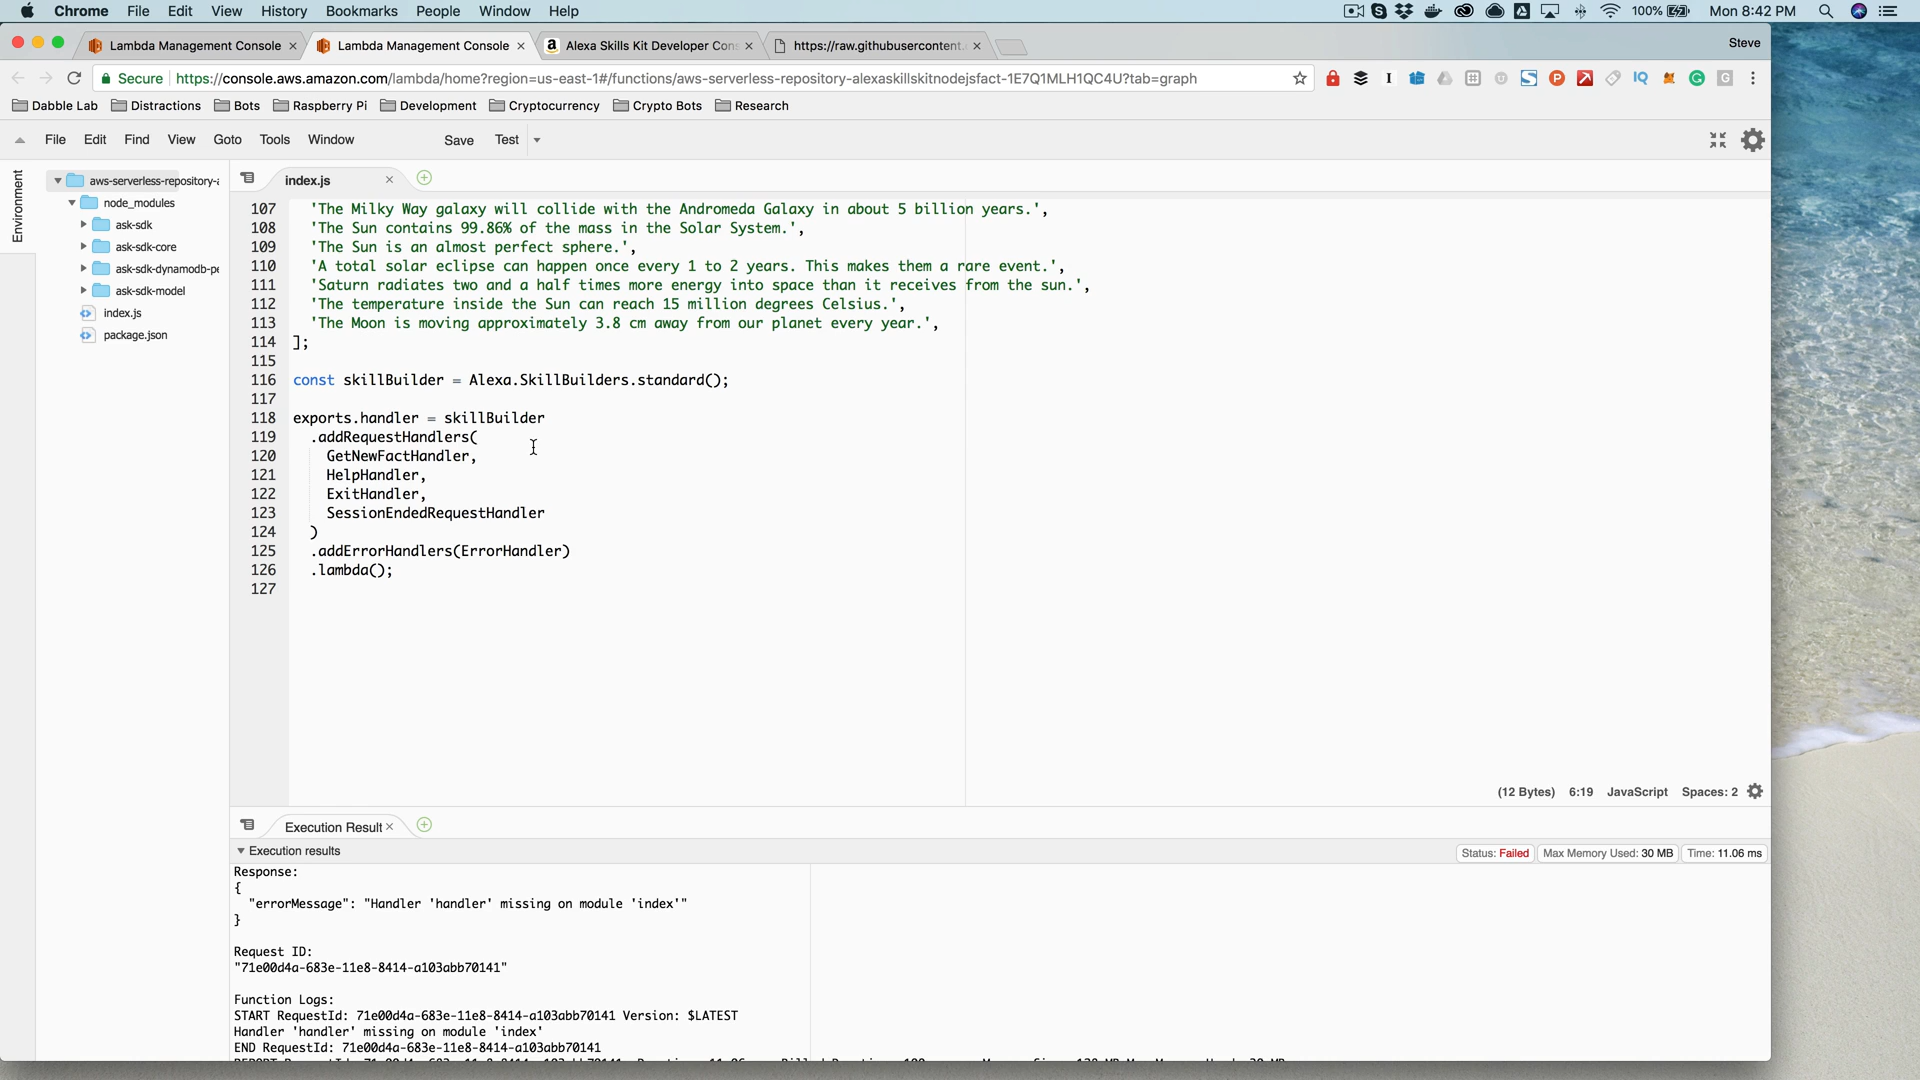 Chrome File Edit View History Bookmarks People Window Help 100% Mon 8:42 PM
Lambda Management Console Lambda Management Console Alexa Skills Kit Developer Con https://raw.githubusercontent. Steve
Secure https://console.aws.amazon.com/lambda/home?region=us-east-1#/functions/aws-serverless-repository-alexaskillskitnodejsfact-1E7Q1MLH1QC4U?tab=graph
Dabble Lab Distractions Bots Raspberry Pi Development Cryptocurrency Crypto Bots Research
File Edit Find View Goto Tools Window Save Test
Environment
aws-serverless-repository-a
node_modules
ask-sdk
ask-sdk-core
ask-sdk-dynamodb-pe
ask-sdk-model
index.js
package.json
index.js
107 'The Milky Way galaxy will collide with the Andromeda Galaxy in about 5 billion years.',
108 'The Sun contains 99.86% of the mass in the Solar System.',
109 'The Sun is an almost perfect sphere.',
110 'A total solar eclipse can happen once every 1 to 2 years. This makes them a rare event.',
111 'Saturn radiates two and a half times more energy into space than it receives from the sun.',
112 'The temperature inside the Sun can reach 15 million degrees Celsius.',
113 'The Moon is moving approximately 3.8 cm away from our planet every year.',
114 ];
115
116 const skillBuilder = Alexa.SkillBuilders.standard();
117
118 exports.handler = skillBuilder
119 .addRequestHandlers(
120 GetNewFactHandler,
121 HelpHandler,
122 ExitHandler,
123 SessionEndedRequestHandler
124 )
125 .addErrorHandlers(ErrorHandler)
126 .lambda();
127
(12 Bytes) 6:19 JavaScript Spaces: 2
Execution Result
Execution results Status: Failed Max Memory Used: 30 MB Time: 11.06 ms
Response:
{
"errorMessage": "Handler 'handler' missing on module 'index'"
}
Request ID:
"71e00d4a-683e-11e8-8414-a103abb70141"
Function Logs:
START RequestId: 71e00d4a-683e-11e8-8414-a103abb70141 Version: $LATEST
Handler 'handler' missing on module 'index'
END RequestId: 71e00d4a-683e-11e8-8414-a103abb70141